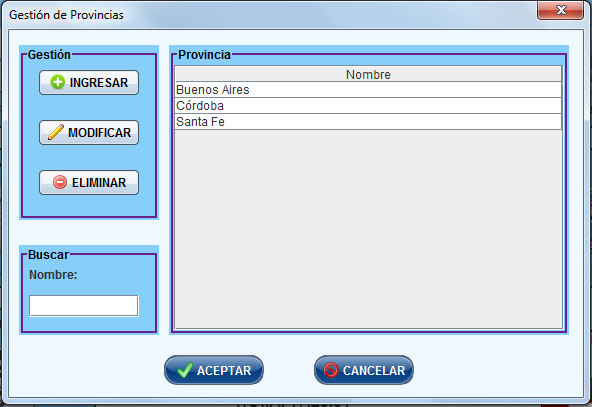 Gestión de Provincias
Gestión
INGRESAR
MODIFICAR
ELIMINAR
Buscar
Nombre:
Provincia
Nombre
Buenos Aires
Córdoba
Santa Fe
ACEPTAR
CANCELAR